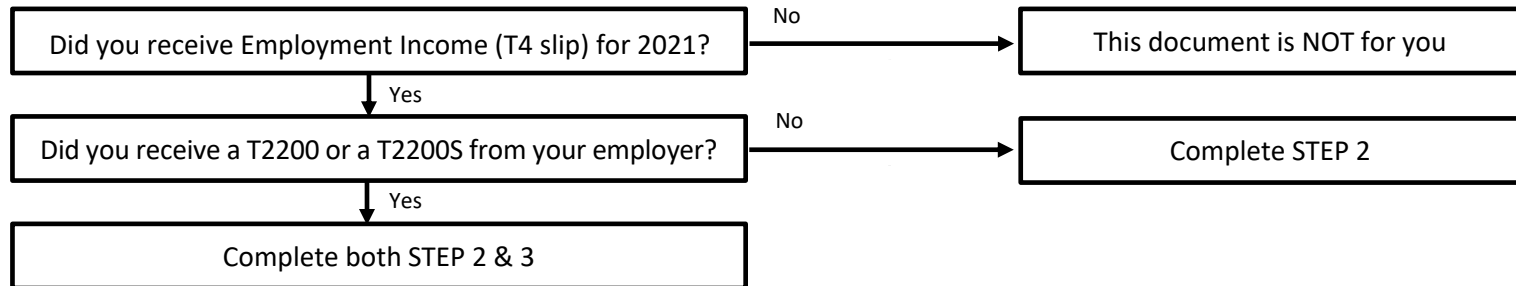 Did you receive Employment Income (T4 slip) for 2021?
No
This document is NOT for you
Yes
Did you receive a T2200 or a T2200S from your employer?
No
Complete STEP 2
Yes
Complete both STEP 2 & 3